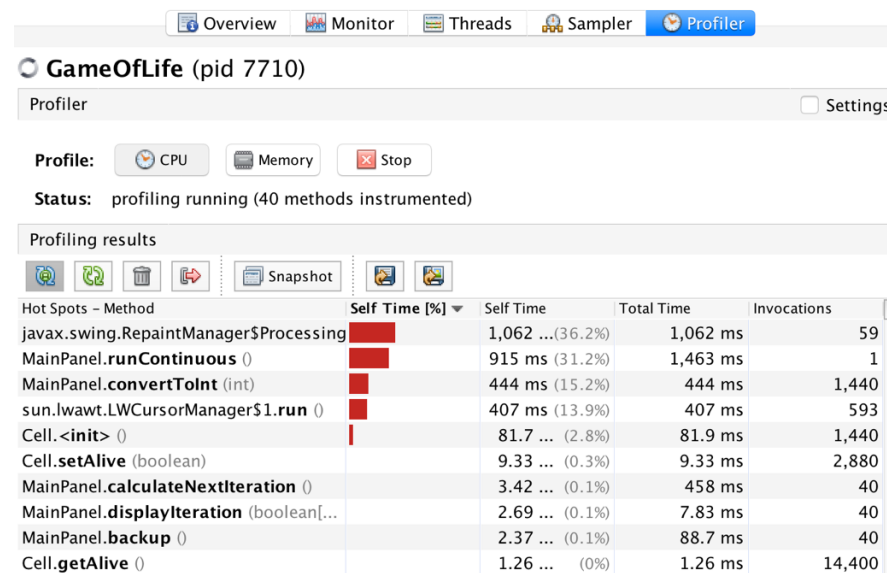 Overview Monitor Threads Sampler Profiler
GameOfLife (pid 7710)
Profiler Settings
Profile: CPU Memory Stop
Status: profiling running (40 methods instrumented)
Profiling results
Snapshot
Hot Spots – Method Self Time [%] Self Time Total Time Invocations
javax.swing.RepaintManager$Processing 1,062 ...(36.2%) 1,062 ms 59
MainPanel.runContinuous () 915 ms (31.2%) 1,463 ms 1
MainPanel.convertToInt (int) 444 ms (15.2%) 444 ms 1,440
sun.lwawt.LWCursorManager$1.run () 407 ms (13.9%) 407 ms 593
Cell.<init> () 81.7 ... (2.8%) 81.9 ms 1,440
Cell.setAlive (boolean) 9.33 ... (0.3%) 9.33 ms 2,880
MainPanel.calculateNextIteration () 3.42 ... (0.1%) 458 ms 40
MainPanel.displayIteration (boolean[... 2.69 ... (0.1%) 7.83 ms 40
MainPanel.backup () 2.37 ... (0.1%) 88.7 ms 40
Cell.getAlive () 1.26 ... (0%) 1.26 ms 14,400